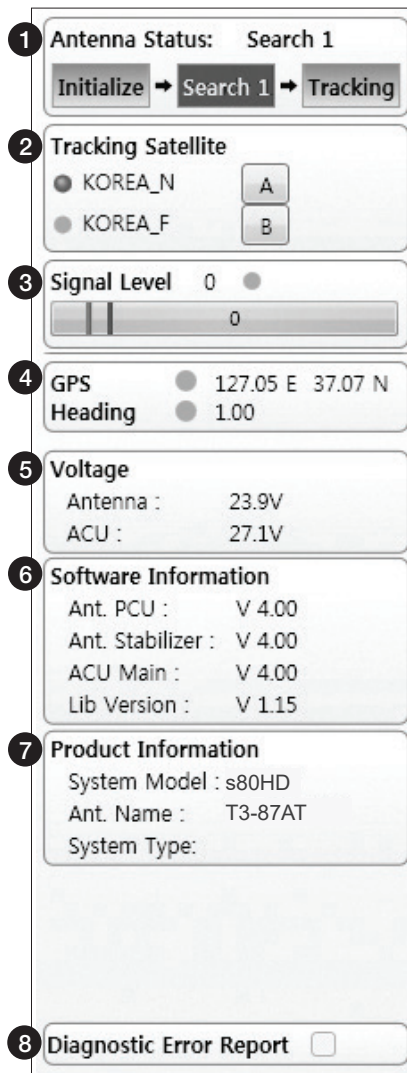 1 Antenna Status: Search 1
Initialize → Search 1 → Tracking
2 Tracking Satellite
KOREA_N A
KOREA_F B
3 Signal Level 0
0
4 GPS 127.05 E 37.07 N
Heading 1.00
5 Voltage
Antenna : 23.9V
ACU : 27.1V
6 Software Information
Ant. PCU : V 4.00
Ant. Stabilizer : V 4.00
ACU Main : V 4.00
Lib Version : V 1.15
7 Product Information
System Model : s80HD
Ant. Name : T3-87AT
System Type:
8 Diagnostic Error Report